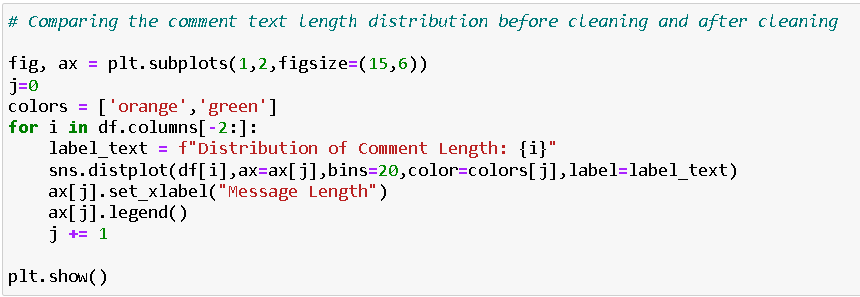 # Comparing the comment text length distribution before cleaning and after cleaning

fig, ax = plt.subplots(1,2,figsize=(15,6))
j=0
colors = ['orange','green']
for i in df.columns[-2:]:
    label_text = f"Distribution of Comment Length: {i}"
    sns.distplot(df[i],ax=ax[j],bins=20,color=colors[j],label=label_text)
    ax[j].set_xlabel("Message Length")
    ax[j].legend()
    j += 1

plt.show()